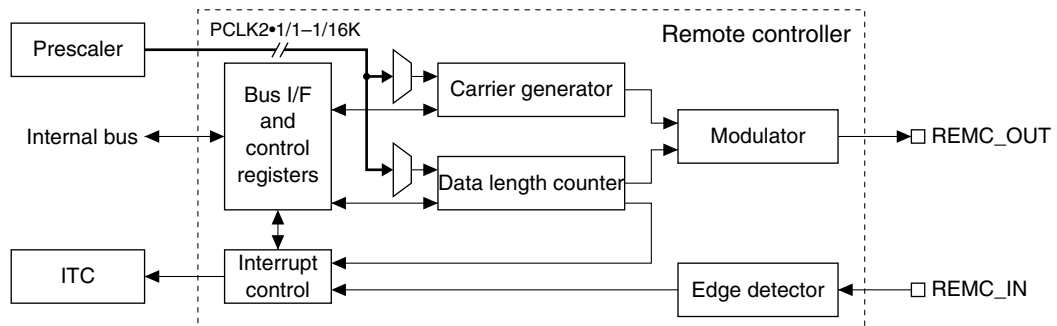 PCLK2•1/1–1/16K
Remote controller
Prescaler
Bus I/F
and
control
registers
Carrier generator
Modulator
Internal bus
REMC_OUT
Data length counter
ITC
Interrupt
control
Edge detector
REMC_IN